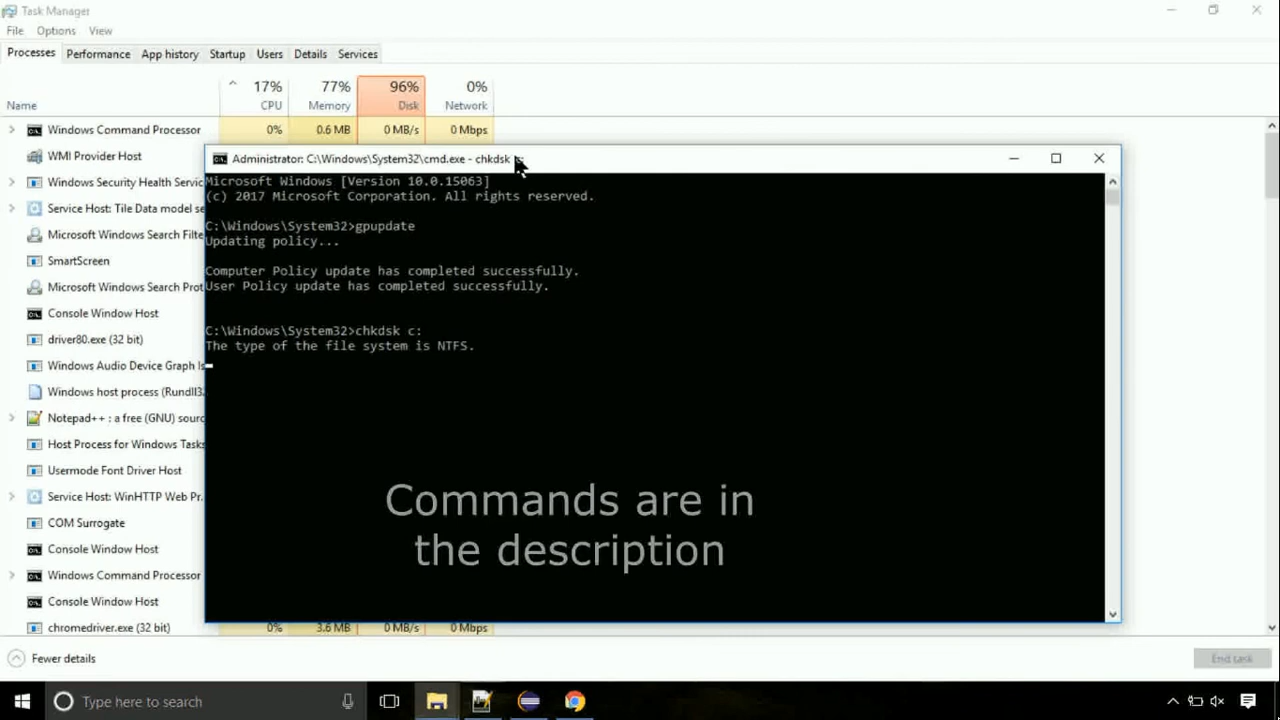 Task Manager
File Options View
Processes Performance App history Startup Users Details Services
17% 77% 96% 0%
Name CPU Memory Disk Network
Windows Command Processor 0% 0.6 MB 0 MB/s 0 Mbps
WMI Provider Host
Windows Security Health Servic
Service Host: Tile Data model se
Microsoft Windows Search Filte
SmartScreen
Microsoft Windows Search Prot
Console Window Host
driver80.exe (32 bit)
Windows Audio Device Graph Is
Windows host process (Rundll3
Notepad++ : a free (GNU) sourc
Host Process for Windows Tasks
Usermode Font Driver Host
Service Host: WinHTTP Web Pr
COM Surrogate
Console Window Host
Windows Command Processor
Console Window Host
chromedriver.exe (32 bit) 0% 3.6 MB 0 MB/s 0 Mbps
Administrator: C:\Windows\System32\cmd.exe - chkdsk
Microsoft Windows [Version 10.0.15063]
(c) 2017 Microsoft Corporation. All rights reserved.
C:\Windows\System32>gpupdate
Updating policy...
Computer Policy update has completed successfully.
User Policy update has completed successfully.
C:\Windows\System32>chkdsk c:
The type of the file system is NTFS.
Commands are in
the description
Fewer details
End task
Type here to search